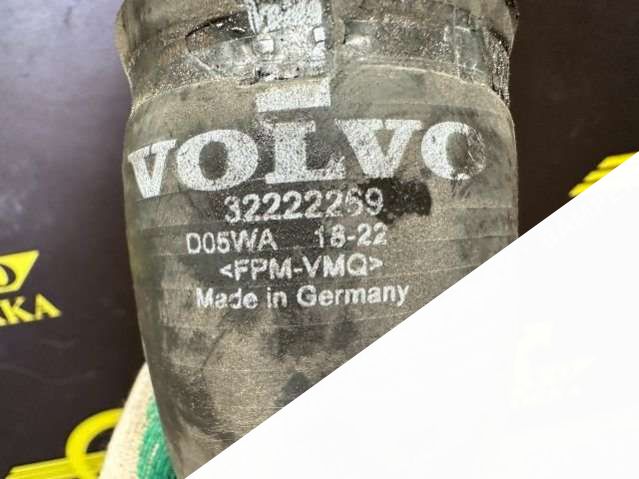 VOLVO
32222269
D05WA 18-22
<FPM-VMQ>
Made in Germany